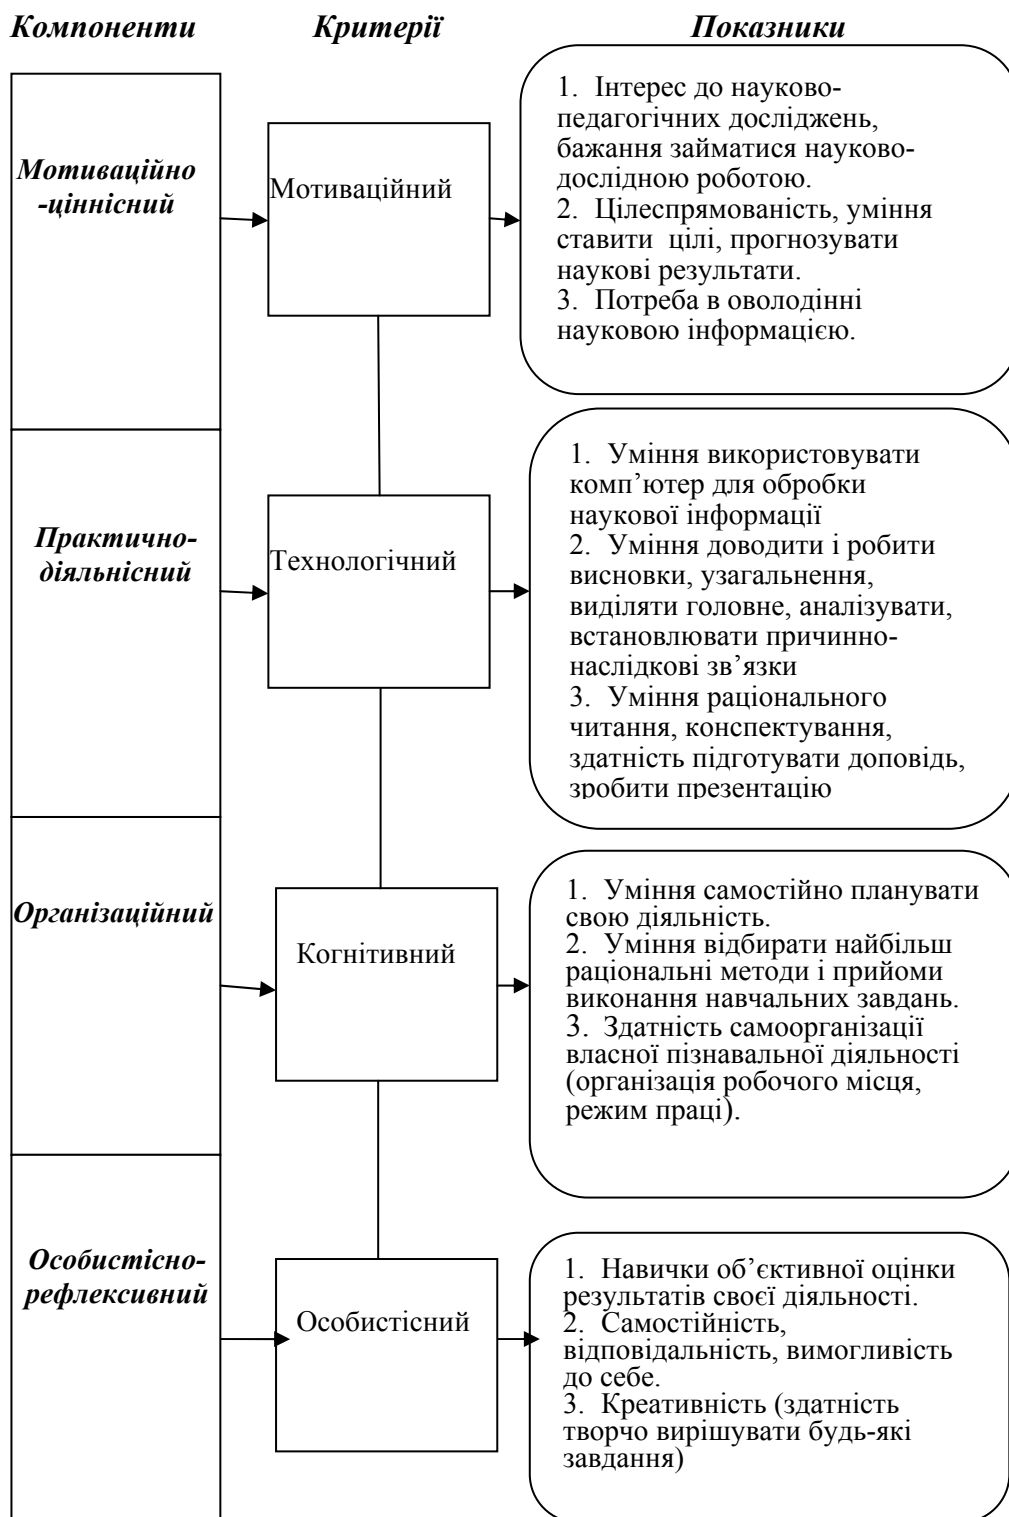 Компоненти Критерії Показники
Мотиваційно
-ціннісний
Мотиваційний
1. Інтерес до науково-
педагогічних досліджень,
бажання займатися науково-
дослідною роботою.
2. Цілеспрямованість, уміння
ставити цілі, прогнозувати
наукові результати.
3. Потреба в оволодінні
науковою інформацією.
Практично-
діяльнісний
Технологічний
1. Уміння використовувати
комп’ютер для обробки
наукової інформації
2. Уміння доводити і робити
висновки, узагальнення,
виділяти головне, аналізувати,
встановлювати причинно-
наслідкові зв’язки
3. Уміння раціонального
читання, конспектування,
здатність підготувати доповідь,
зробити презентацію
Організаційний
Когнітивний
1. Уміння самостійно планувати
свою діяльність.
2. Уміння відбирати найбільш
раціональні методи і прийоми
виконання навчальних завдань.
3. Здатність самоорганізації
власної пізнавальної діяльності
(організація робочого місця,
режим праці).
Особистісно-
рефлексивний
Особистісний
1. Навички об’єктивної оцінки
результатів своєї діяльності.
2. Самостійність,
відповідальність, вимогливість
до себе.
3. Креативність (здатність
творчо вирішувати будь-які
завдання)